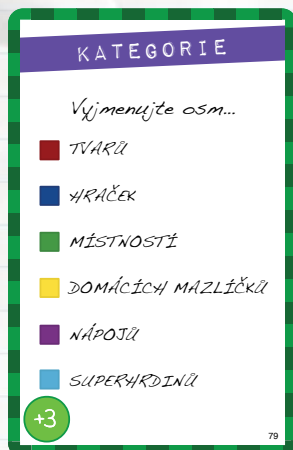 KATEGORIE
Vyjmenujte osm...
TVARŮ
HRAČEK
MÍSTNOSTÍ
DOMÁCÍCH MAZLÍČKŮ
NÁPOJŮ
SUPERHRDINŮ
+3
79